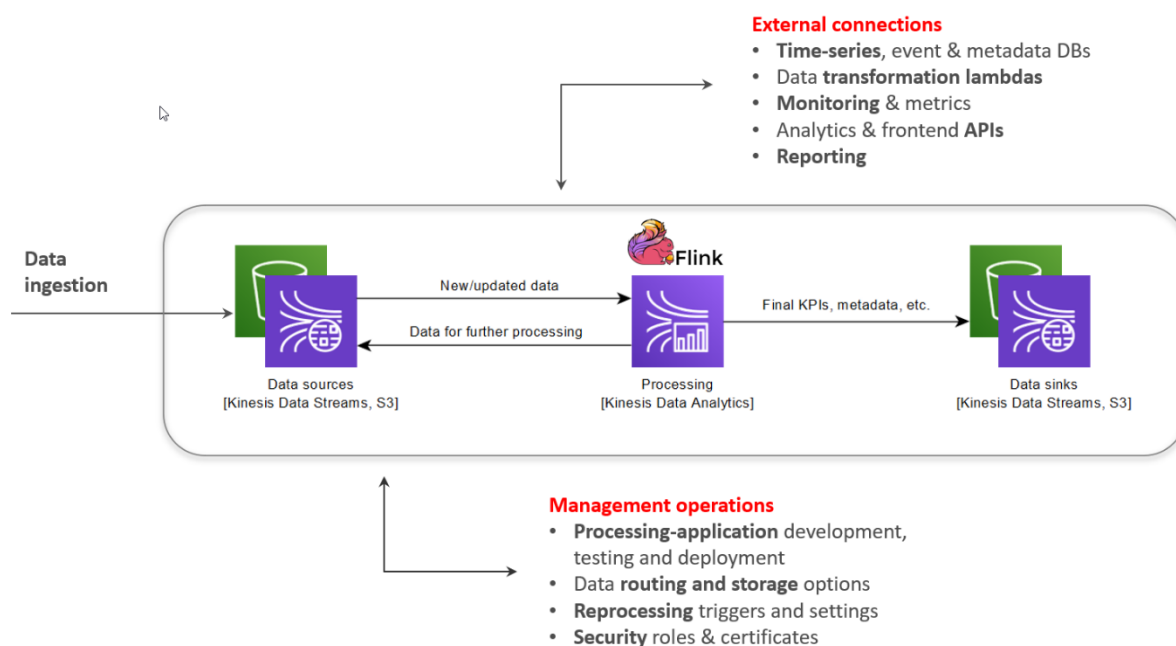 External connections
• Time-series, event & metadata DBs
• Data transformation lambdas
• Monitoring & metrics
• Analytics & frontend APIs
• Reporting
Data
ingestion
Flink
New/updated data
Data for further processing
Final KPIs, metadata, etc.
Data sources
[Kinesis Data Streams, S3]
Processing
[Kinesis Data Analytics]
Data sinks
[Kinesis Data Streams, S3]
Management operations
• Processing-application development,
testing and deployment
• Data routing and storage options
• Reprocessing triggers and settings
• Security roles & certificates